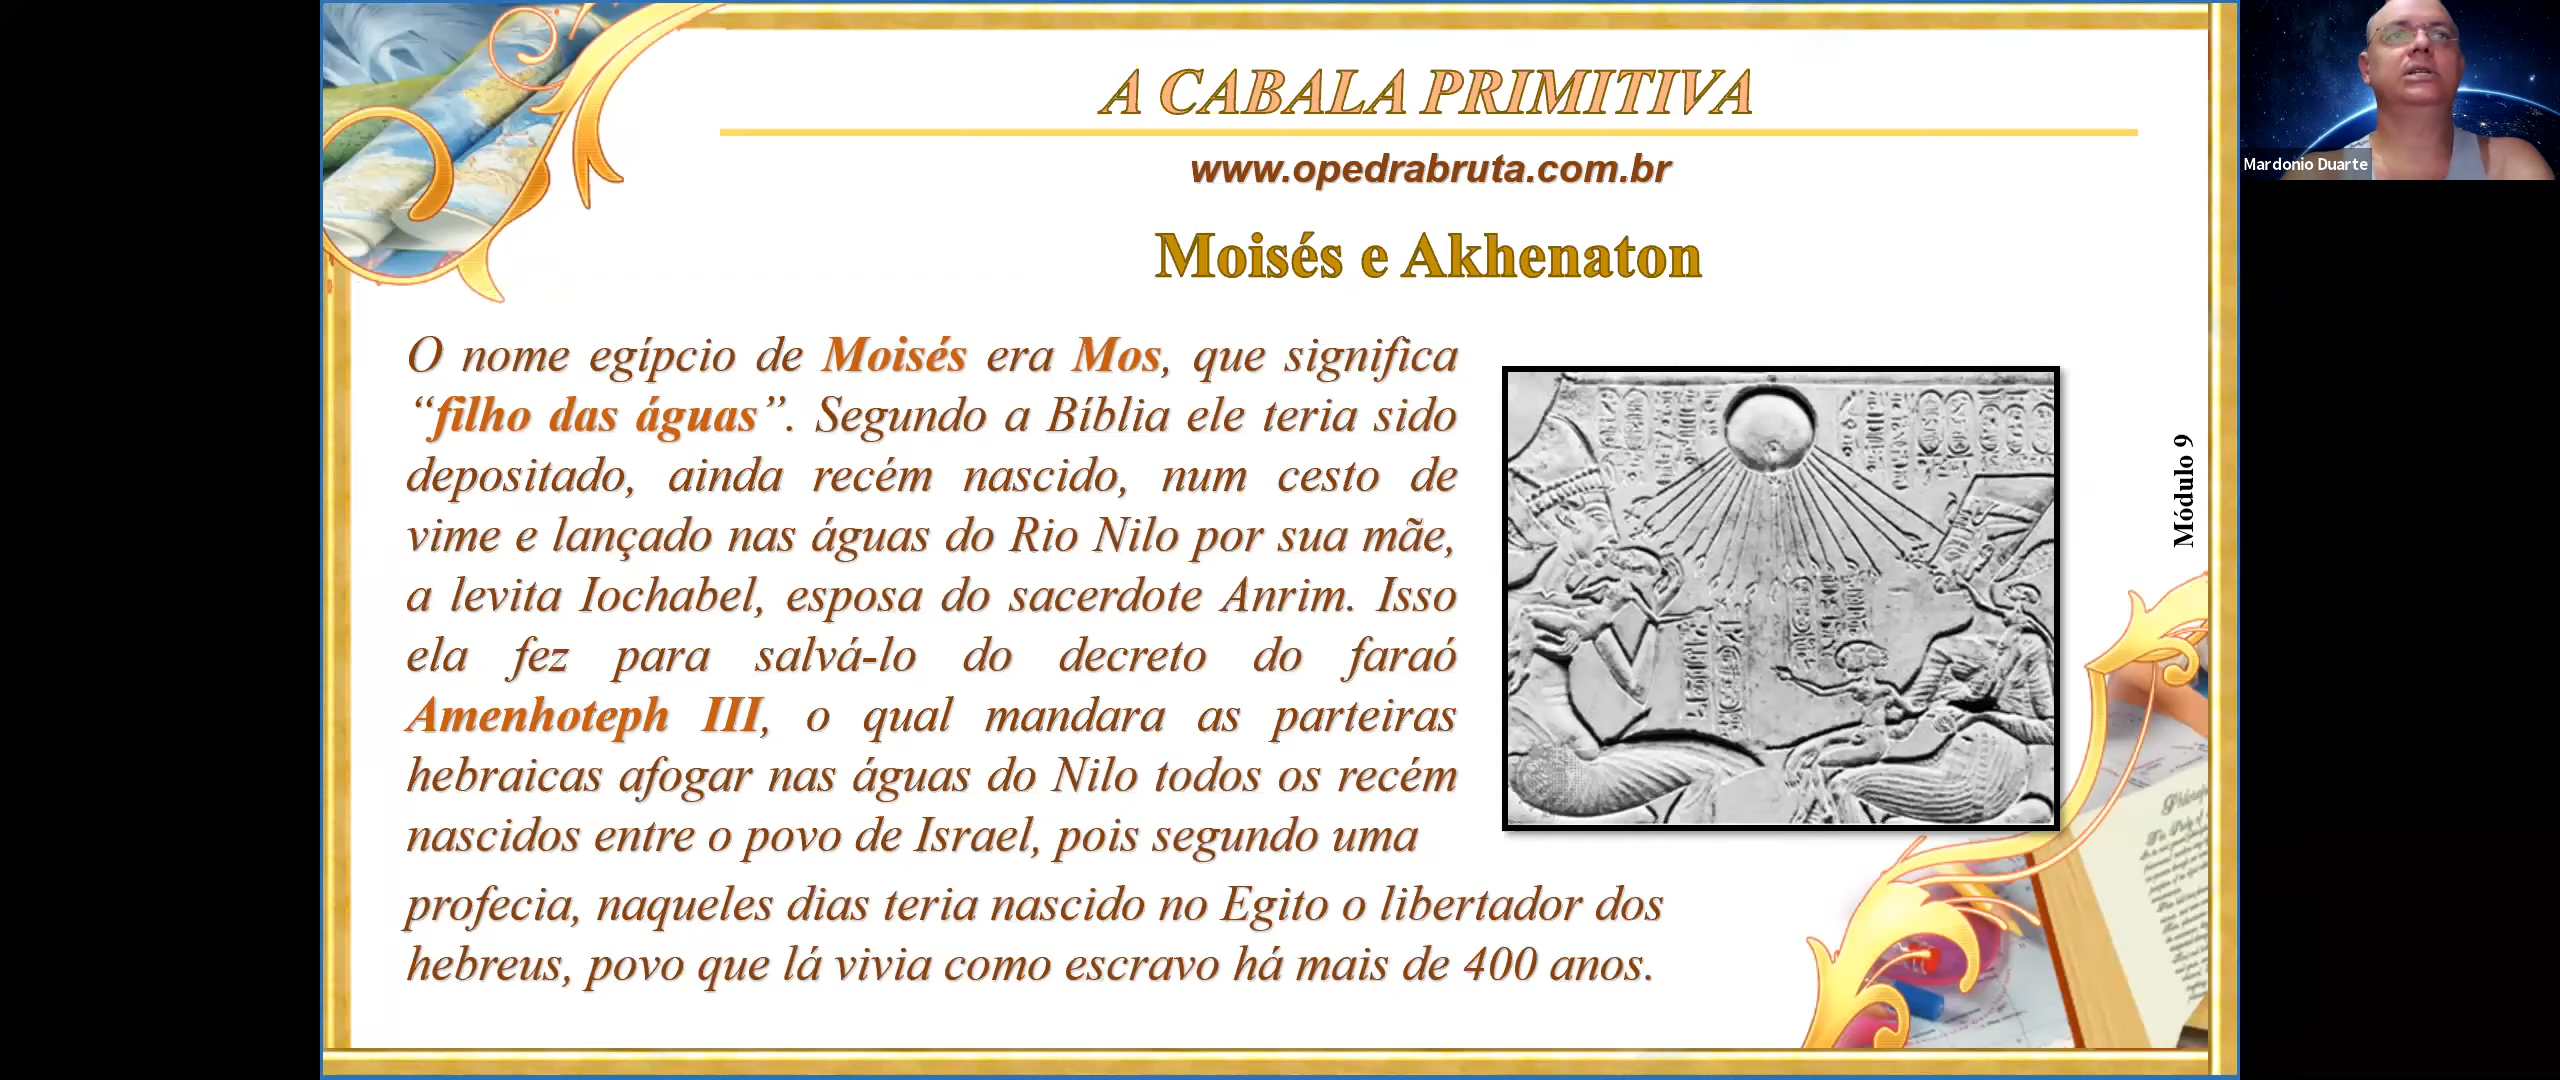 A CABALA PRIMITIVA
www.opedrabruta.com.br
Mardonio Duarte
Moisés e Akhenaton
O nome egípcio de Moisés era Mos, que significa
“filho das águas”. Segundo a Bíblia ele teria sido
depositado, ainda recém nascido, num cesto de
vime e lançado nas águas do Rio Nilo por sua mãe,
a levita Iochabel, esposa do sacerdote Anrim. Isso
ela fez para salvá-lo do decreto do faraó
Amenhoteph III, o qual mandara as parteiras
hebraicas afogar nas águas do Nilo todos os recém
nascidos entre o povo de Israel, pois segundo uma
profecia, naqueles dias teria nascido no Egito o libertador dos
hebreus, povo que lá vivia como escravo há mais de 400 anos.
Módulo 9